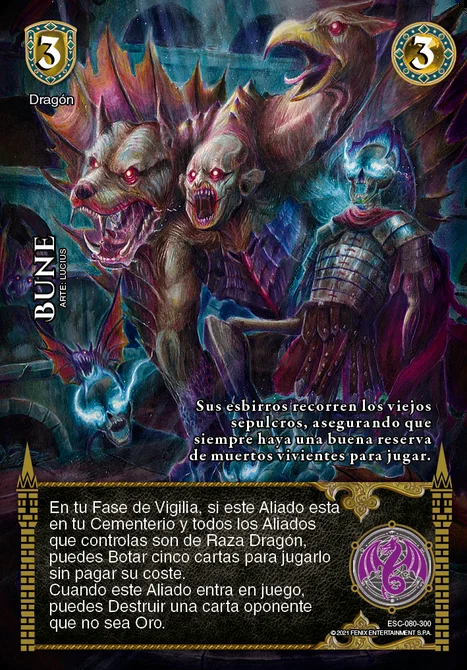 3
3
Dragón
BUNE
ARTE: LUCIUS
Sus esbirros recorren los viejos
sepulcros, asegurando que
siempre haya una buena reserva
de muertos vivientes para jugar.
En tu Fase de Vigilia, si este Aliado esta
en tu Cementerio y todos los Aliados
que controlas son de Raza Dragón,
puedes Botar cinco cartas para jugarlo
sin pagar su coste.
Cuando este Aliado entra en juego,
puedes Destruir una carta oponente
que no sea Oro.
ESC-080-300
©2021 FENIX ENTERTAINMENT S.P.A.